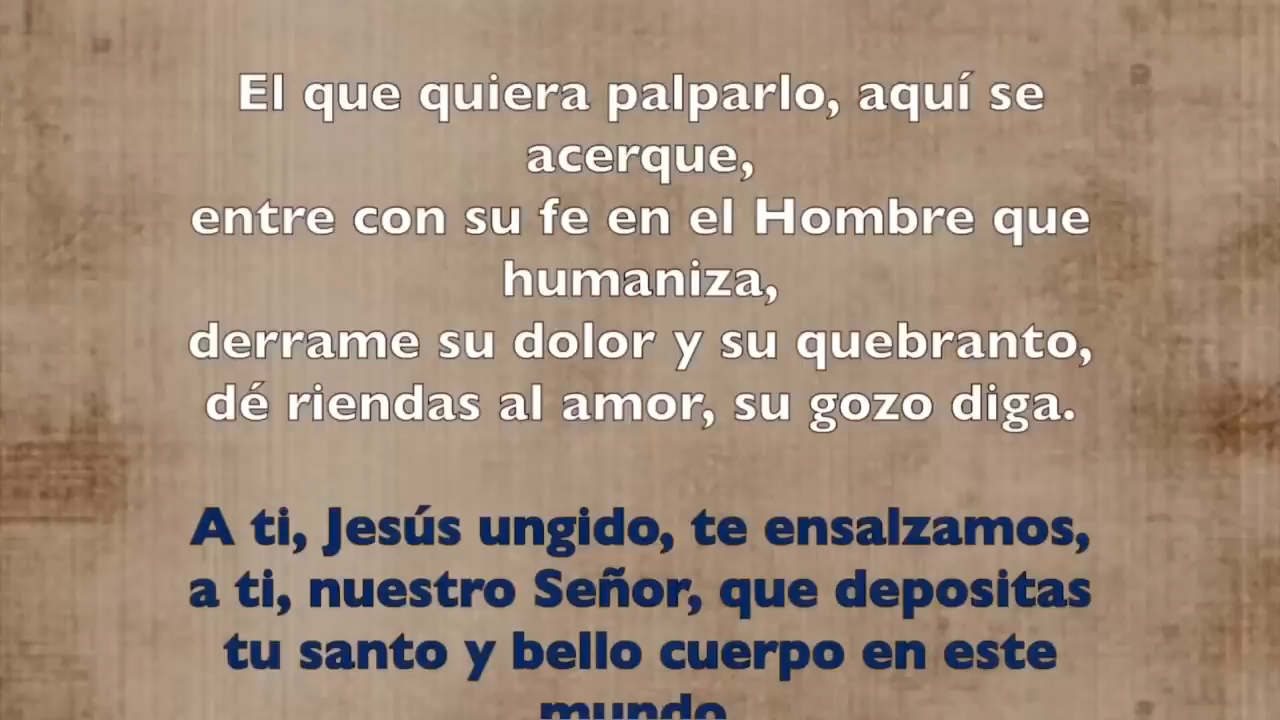 El que quiera palparlo, aquí se
acerque,
entre con su fe en el Hombre que
humaniza,
derrame su dolor y su quebranto,
dé riendas al amor, su gozo diga.
A ti, Jesús ungido, te ensalzamos,
a ti, nuestro Señor, que depositas
tu santo y bello cuerpo en este
mundo